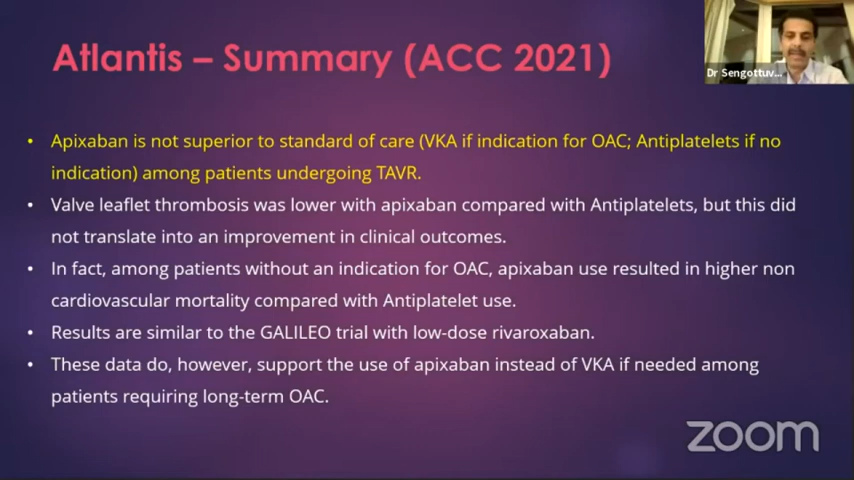 Atlantis – Summary (ACC 2021)
Dr Sengottuv...
• Apixaban is not superior to standard of care (VKA if indication for OAC; Antiplatelets if no
indication) among patients undergoing TAVR.
• Valve leaflet thrombosis was lower with apixaban compared with Antiplatelets, but this did
not translate into an improvement in clinical outcomes.
• In fact, among patients without an indication for OAC, apixaban use resulted in higher non
cardiovascular mortality compared with Antiplatelet use.
• Results are similar to the GALILEO trial with low-dose rivaroxaban.
• These data do, however, support the use of apixaban instead of VKA if needed among
patients requiring long-term OAC.
zoom